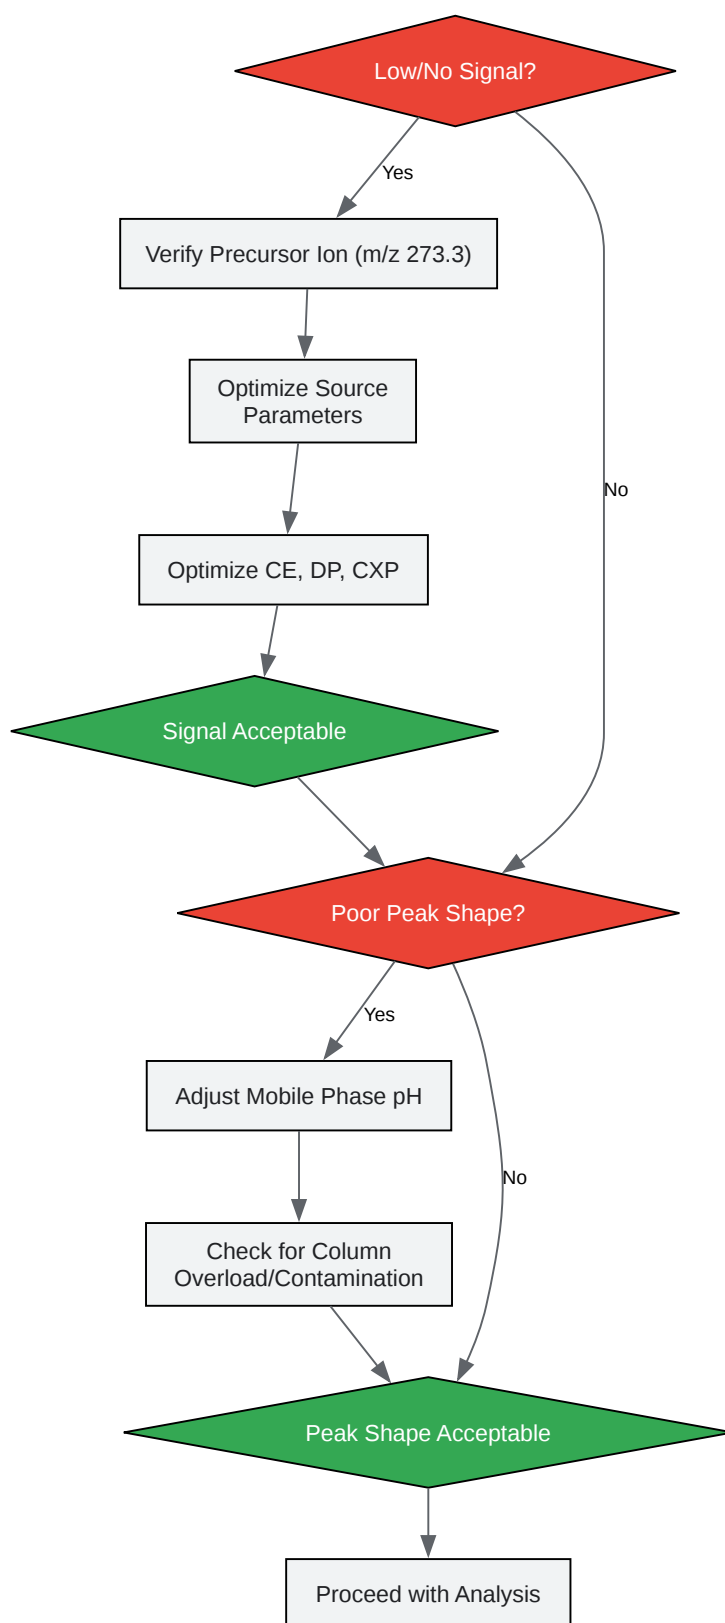 Low/No Signal?
Yes
Verify Precursor Ion (m/z 273.3)
Optimize Source
Parameters
No
Optimize CE, DP, CXP
Signal Acceptable
Poor Peak Shape?
Yes
Adjust Mobile Phase pH
No
Check for Column
Overload/Contamination
Peak Shape Acceptable
Proceed with Analysis